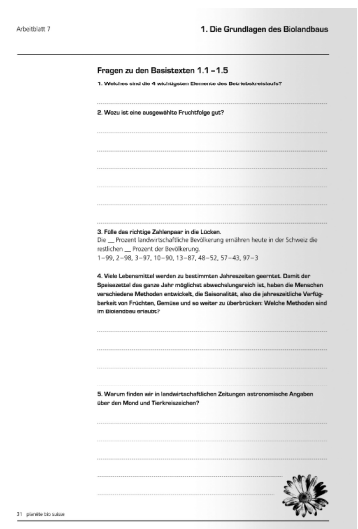 Arbeitblatt 7
1. Die Grundlagen des Biolandbaus
Fragen zu den Basistexten 1.1 – 1.5
1. Welches sind die 4 wichtigsten Elemente des Betriebskreislaufs?
2. Wozu ist eine ausgewählte Fruchtfolge gut?
3. Fülle das richtige Zahlenpaar in die Lücken.
Die __ Prozent landwirtschaftliche Bevölkerung ernähren heute in der Schweiz die
restlichen __ Prozent der Bevölkerung.
1–99, 2–98, 3–97, 10–90, 13–87, 48–52, 57–43, 97–3
4. Viele Lebensmittel werden zu bestimmten Jahreszeiten geerntet. Damit der
Speisezettel das ganze Jahr möglichst abwechslungsreich ist, haben die Menschen
verschiedene Methoden entwickelt, die Saisonalität, also die jahreszeitliche Verfüg-
barkeit von Früchten, Gemüse und so weiter zu überbrücken: Welche Methoden sind
im Biolandbau erlaubt?
5. Warum finden wir in landwirtschaftlichen Zeitungen astronomische Angaben
über den Mond und Tierkreiszeichen?
21 planète bio suisse